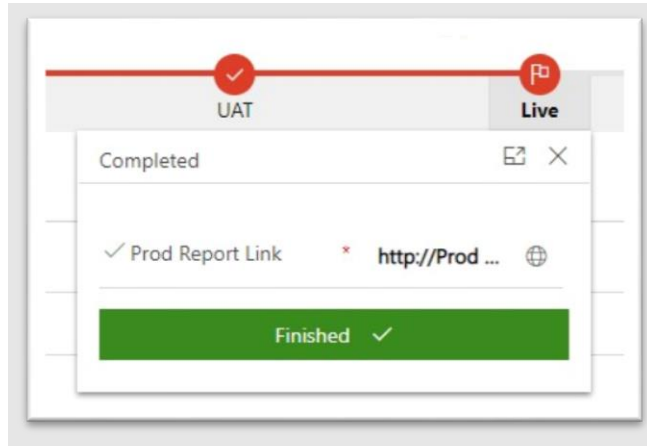 UAT
Live
Completed
Prod Report Link * http://Prod ...
Finished